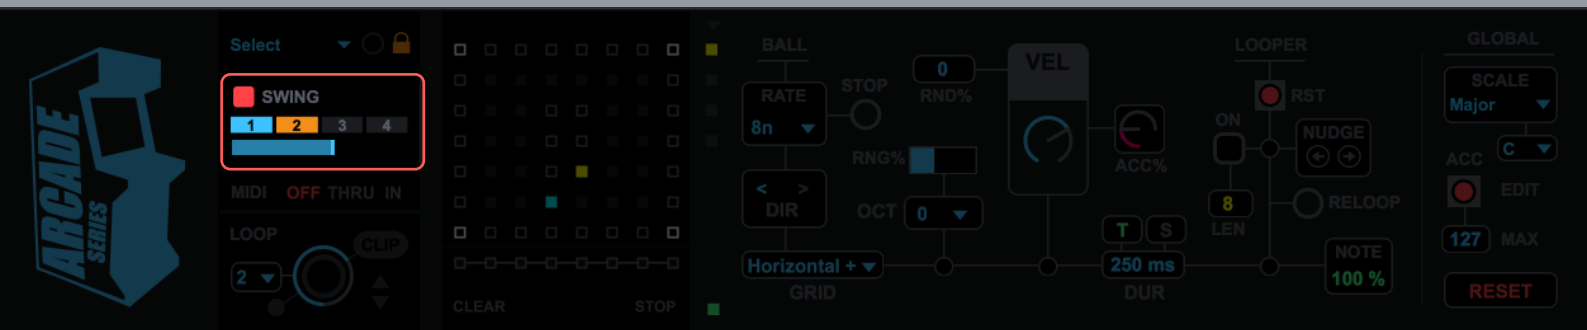 ARCADE
SERIES
Select
SWING
1 2 3 4
MIDI OFF THRU IN
LOOP
CLIP
2
CLEAR STOP
BALL
RATE
8n
STOP
< >
DIR
Horizontal +
GRID
0
RND%
RNG%
OCT 0
VEL
ACC%
T S
250 ms
DUR
LOOPER
RST
ON
NUDGE
8
LEN
RELOOP
NOTE
100 %
GLOBAL
SCALE
Major
C
ACC
EDIT
127 MAX
RESET